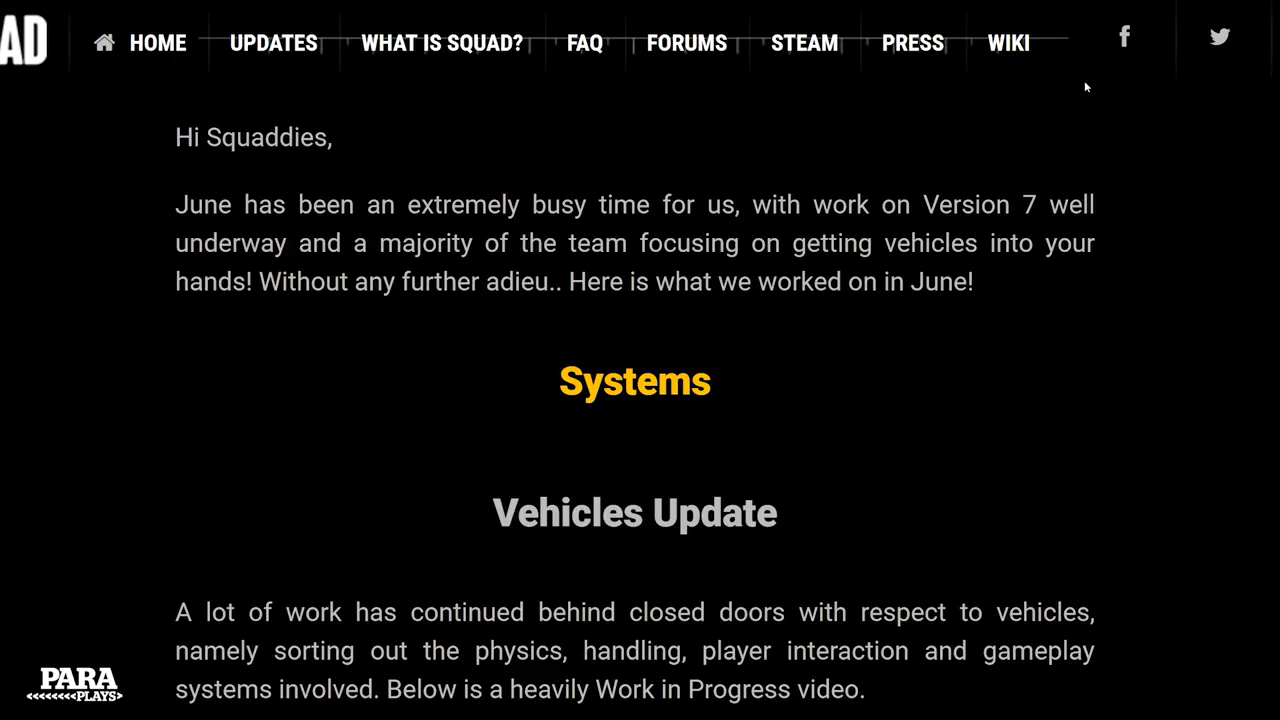 AD HOME UPDATES WHAT IS SQUAD? FAQ FORUMS STEAM PRESS WIKI f
Hi Squaddies,
June has been an extremely busy time for us, with work on Version 7 well
underway and a majority of the team focusing on getting vehicles into your
hands! Without any further adieu.. Here is what we worked on in June!
Systems
Vehicles Update
A lot of work has continued behind closed doors with respect to vehicles,
namely sorting out the physics, handling, player interaction and gameplay
systems involved. Below is a heavily Work in Progress video.
PARA
PLAYS